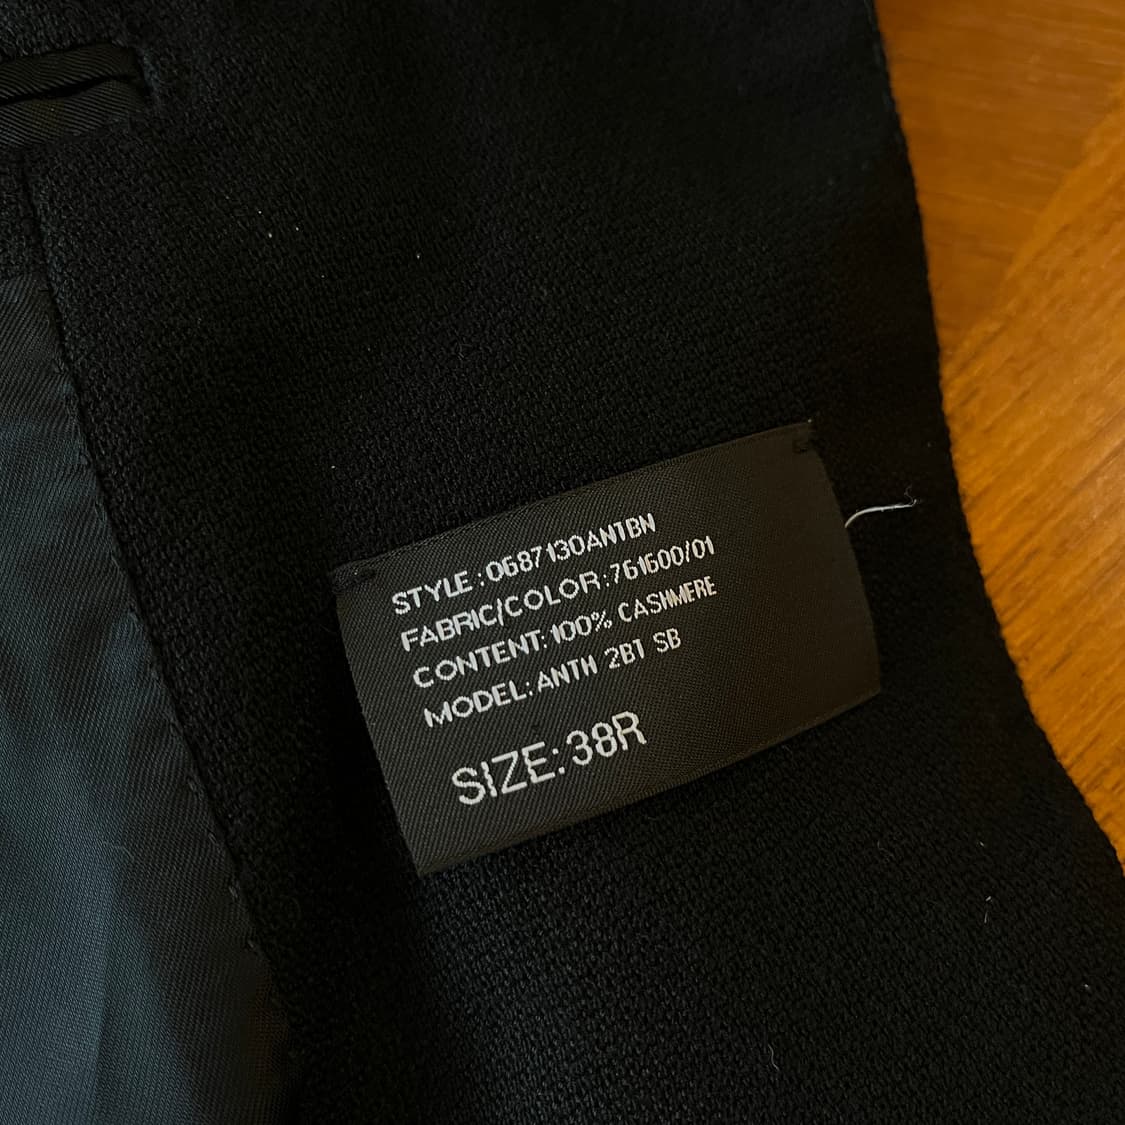 STYLE: 0687130ANTBN
FABRIC/COLOR: 761600/01
CONTENT: 100% CASHMERE
MODEL: ANTH 2BT SB
SIZE: 38R